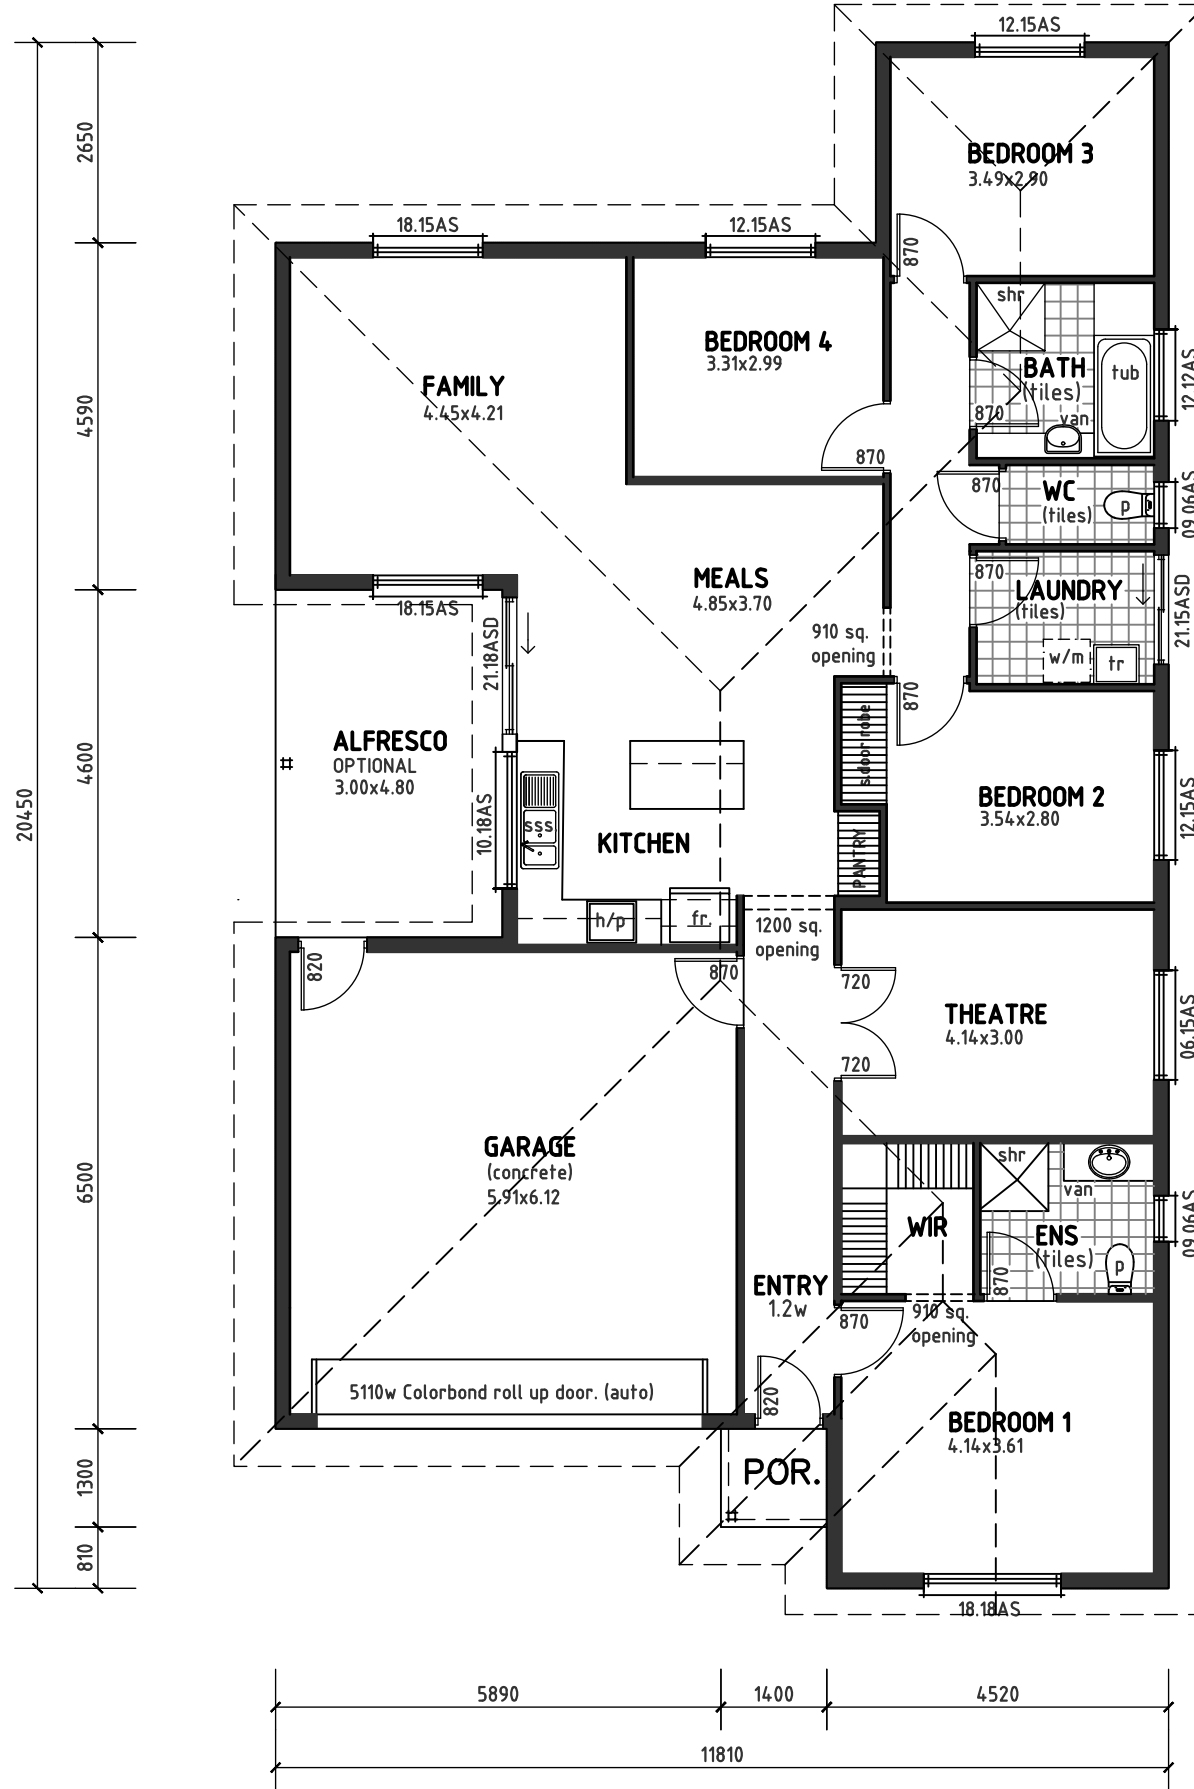 12.15AS
2650
BEDROOM 3
3.49x2.90
18.15AS
12.15AS
870
shr
BEDROOM 4
3.31x2.99
BATH
(tiles)
tub
12.12AS
FAMILY
4.45x4.21
4590
870
van
870
870
WC
(tiles)
p
09.06AS
MEALS
4.85x3.70
870
LAUNDRY
(tiles)
18.15AS
910 sq.
opening
21.18ASD
w/m
tr
21.15ASD
870
s.door robe
ALFRESCO
OPTIONAL
3.00x4.80
4600
20450
10.18AS
sss.
KITCHEN
PANTRY
BEDROOM 2
3.54x2.80
12.15AS
h/p
fr.
1200 sq.
opening
820
870
720
THEATRE
4.14x3.00
06.15AS
720
GARAGE
(concrete)
5.91x6.12
6500
shr
van
WIR
ENS
(tiles)
p
09.06AS
870
ENTRY
1.2w
870
910 sq.
opening
5110w Colorbond roll up door. (auto)
820
BEDROOM 1
4.14x3.61
1300
POR.
810
18.18AS
5890
1400
4520
11810